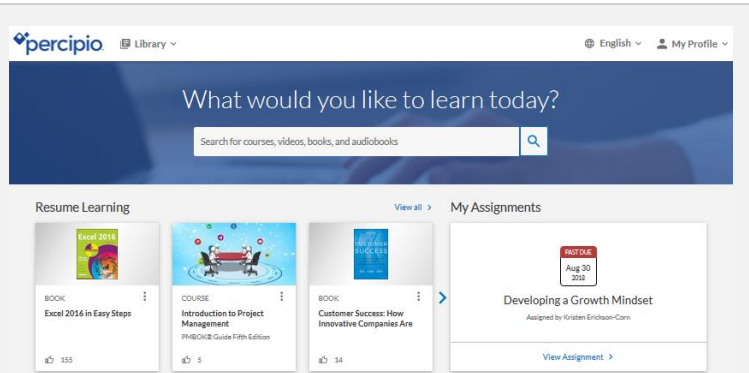 percipio. Library
English My Profile
What would you like to learn today?
Search for courses, videos, books, and audiobooks
Resume Learning
View all >
My Assignments
Excel 2016
CUSTOMER
SUCCESS
BOOK
Excel 2016 in Easy Steps
155
COURSE
Introduction to Project
Management
PMBOK® Guide Fifth Edition
5
BOOK
Customer Success: How
Innovative Companies Are
14
PAST DUE
Aug 30
2018
Developing a Growth Mindset
Assigned by Kristen Erickson-Corn
View Assignment >